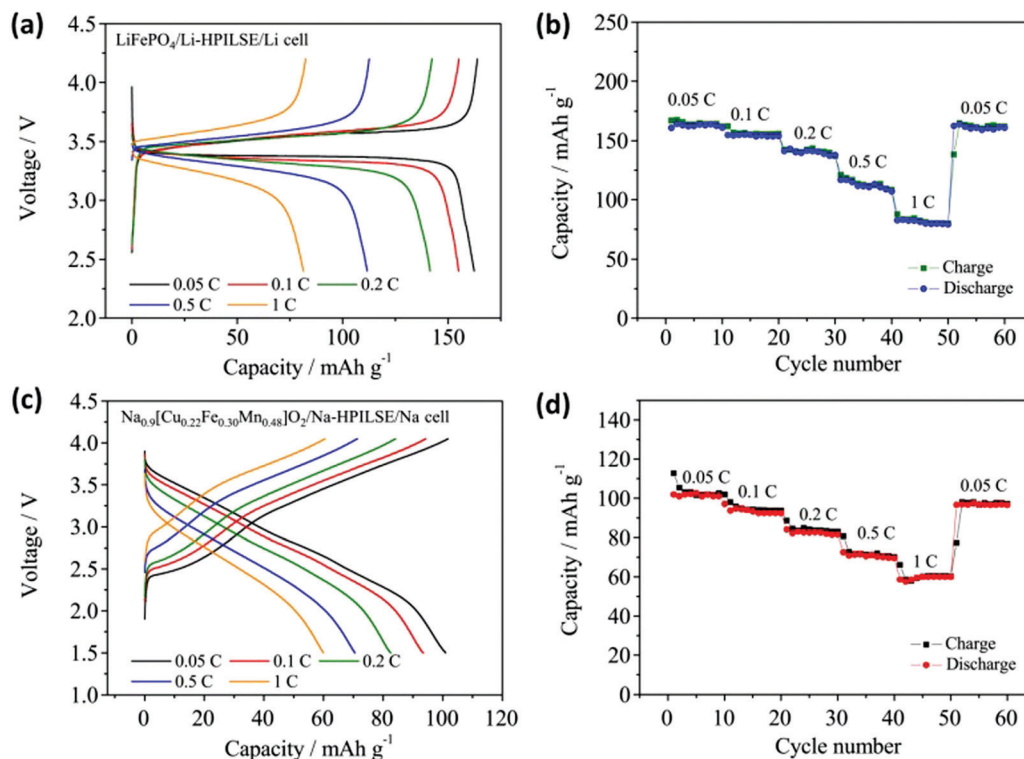 (a)
LiFePO₄/Li-HPILSE/Li cell
4.5
4.0
3.5
3.0
2.5
2.0
Voltage / V
0.05 C 0.1 C 0.2 C
0.5 C 1 C
0 50 100 150
Capacity / mAh g⁻¹
(b)
250
200
150
100
50
0
Capacity / mAh g⁻¹
0.05 C
0.1 C
0.2 C
0.5 C
1 C
0.05 C
Charge
Discharge
0 10 20 30 40 50 60
Cycle number
(c)
Na₀.₉[Cu₀.₂₂Fe₀.₃₀Mn₀.₄₈]O₂/Na-HPILSE/Na cell
4.5
4.0
3.5
3.0
2.5
2.0
1.5
1.0
Voltage / V
0.05 C 0.1 C 0.2 C
0.5 C 1 C
0 20 40 60 80 100 120
Capacity / mAh g⁻¹
(d)
140
120
100
80
60
40
20
0
Capacity / mAh g⁻¹
0.05 C
0.1 C
0.2 C
0.5 C
1 C
0.05 C
Charge
Discharge
0 10 20 30 40 50 60
Cycle number